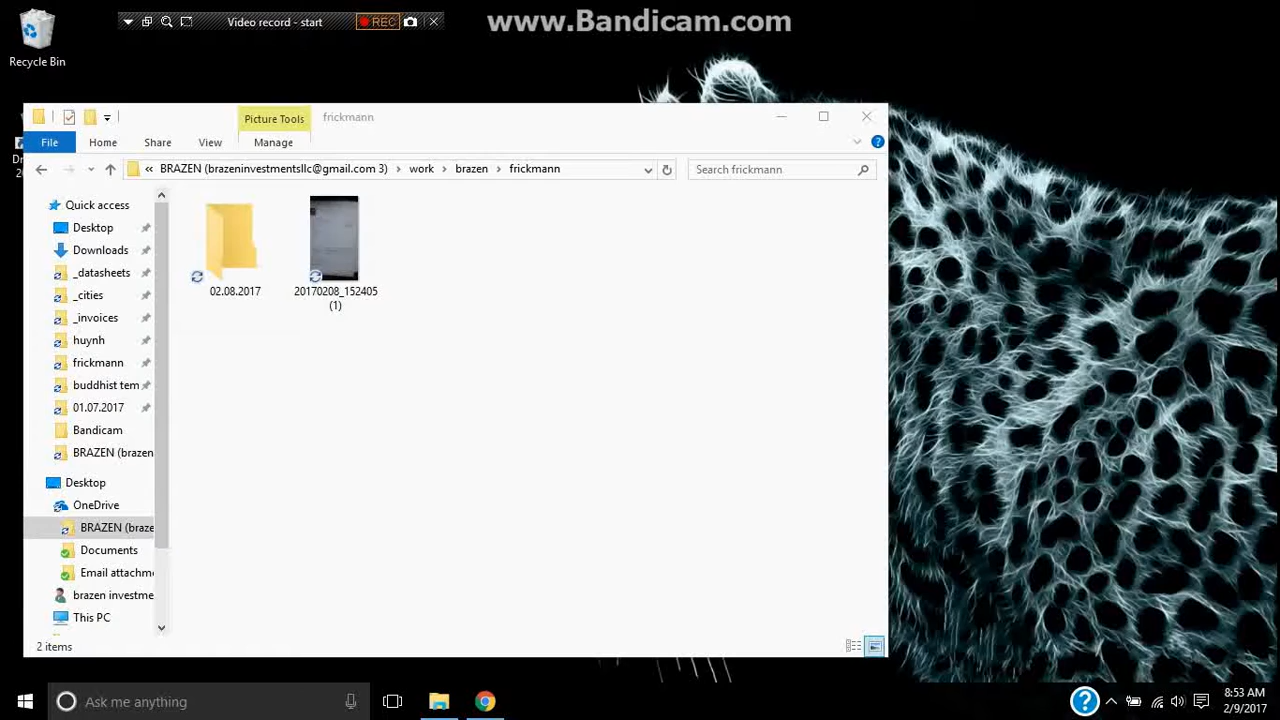 www.Bandicam.com
Video record - start
REC
Recycle Bin
Picture Tools
frickmann
File
Home
Share
View
Manage
« BRAZEN (brazeninvestmentsllc@gmail.com 3) › work › brazen › frickmann
Search frickmann
Quick access
Desktop
Downloads
_datasheets
_cities
_invoices
huynh
frickmann
buddhist tem
01.07.2017
Bandicam
BRAZEN (brazen
Desktop
OneDrive
BRAZEN (braze
Documents
Email attachme
brazen investme
This PC
02.08.2017
20170208_152405
(1)
2 items
Ask me anything
8:53 AM
2/9/2017